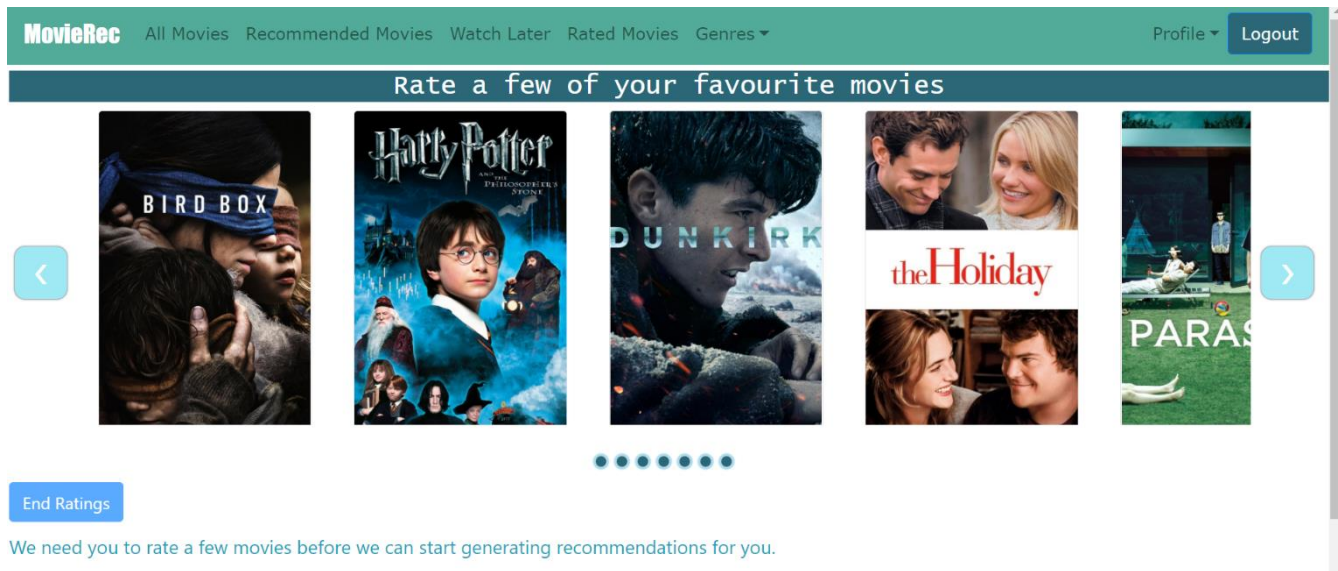 MovieRec All Movies Recommended Movies Watch Later Rated Movies Genres Profile Logout
Rate a few of your favourite movies
BIRD BOX
Harry Potter
AND THE
PHILOSOPHER'S
STONE
DUNKIRK
the Holiday
PARAS
End Ratings
We need you to rate a few movies before we can start generating recommendations for you.